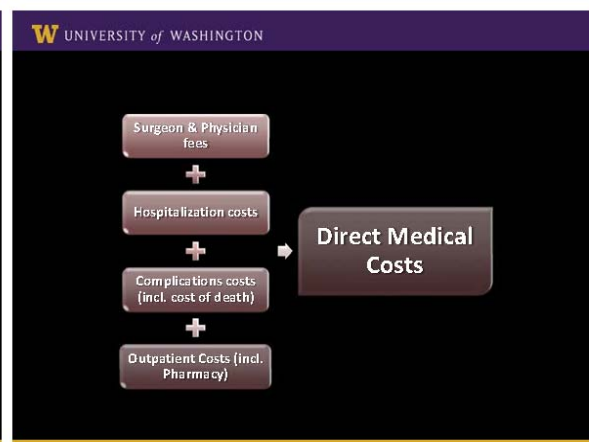 W UNIVERSITY of WASHINGTON
Surgeon & Physician
fees
Hospitalization costs
Complications costs
(incl. cost of death)
Outpatient Costs (incl.
Pharmacy)
Direct Medical
Costs